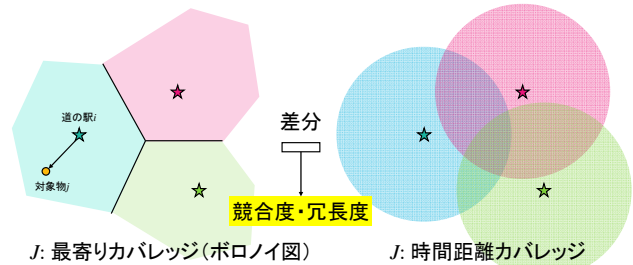 道の駅i
対象物j
差分
競合度・冗長度
J: 最寄りカバレッジ(ボロノイ図)
J: 時間距離カバレッジ